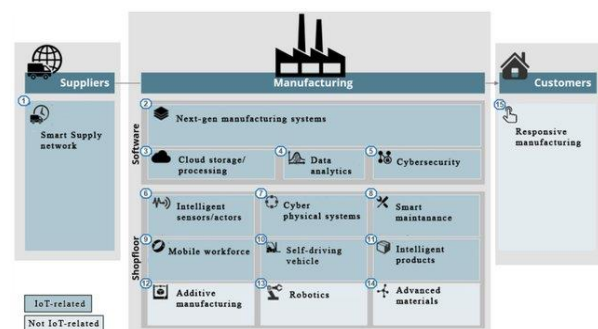 Suppliers
Manufacturing
Customers
1
Smart Supply
network
Software
2
Next-gen manufacturing systems
3
Cloud storage/
processing
4
Data
analytics
5
Cybersecurity
Shopfloor
6
Intelligent
sensors/actors
7
Cyber
physical systems
8
Smart
maintanance
9
Mobile workforce
10
Self-driving
vehicle
11
Intelligent
products
12
Additive
manufacturing
13
Robotics
14
Advanced
materials
15
Responsive
manufacturing
IoT-related
Not IoT-related